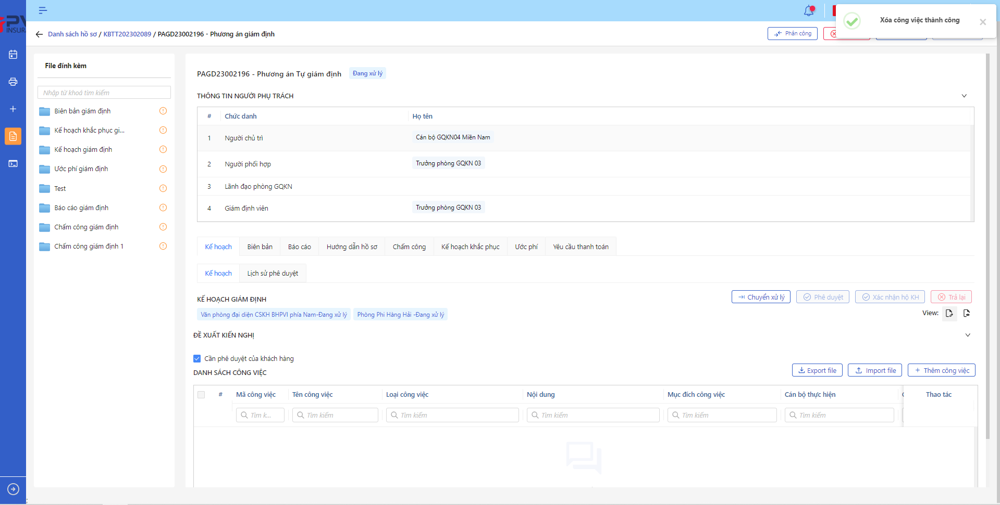 PV
INSURA
Xóa công việc thành công
Danh sách hồ sơ / KBTT202302089 / PAGD23002196 - Phương án giám định
Phân công
File đính kèm
Nhập từ khoá tìm kiếm
Biên bản giám định
Kế hoạch khắc phục gi...
Kế hoạch giám định
Ước phí giám định
Test
Báo cáo giám định
Chấm công giám định
Chấm công giám định 1
PAGD23002196 - Phương án Tự giám định
Đang xử lý
THÔNG TIN NGƯỜI PHỤ TRÁCH
# Chức danh Họ tên
1 Người chủ trì Cán bộ GQKN04 Miền Nam
2 Người phối hợp Trưởng phòng GQKN 03
3 Lãnh đạo phòng GQKN
4 Giám định viên Trưởng phòng GQKN 03
Kế hoạch Biên bản Báo cáo Hướng dẫn hồ sơ Chấm công Kế hoạch khắc phục Ước phí Yêu cầu thanh toán
Kế hoạch Lịch sử phê duyệt
KẾ HOẠCH GIÁM ĐỊNH
Chuyển xử lý Phê duyệt Xác nhận hộ KH Trả lại
Văn phòng đại diện CSKH BHPVI phía Nam-Đang xử lý Phòng Phi Hàng Hải -Đang xử lý
View:
ĐỀ XUẤT KIẾN NGHỊ
Cần phê duyệt của khách hàng
DANH SÁCH CÔNG VIỆC
Export file Import file + Thêm công việc
# Mã công việc Tên công việc Loại công việc Nội dung Mục đích công việc Cán bộ thực hiện Thao tác
Tìm k... Tìm kiếm Tìm kiếm Tìm kiếm Tìm kiếm Tìm kiếm